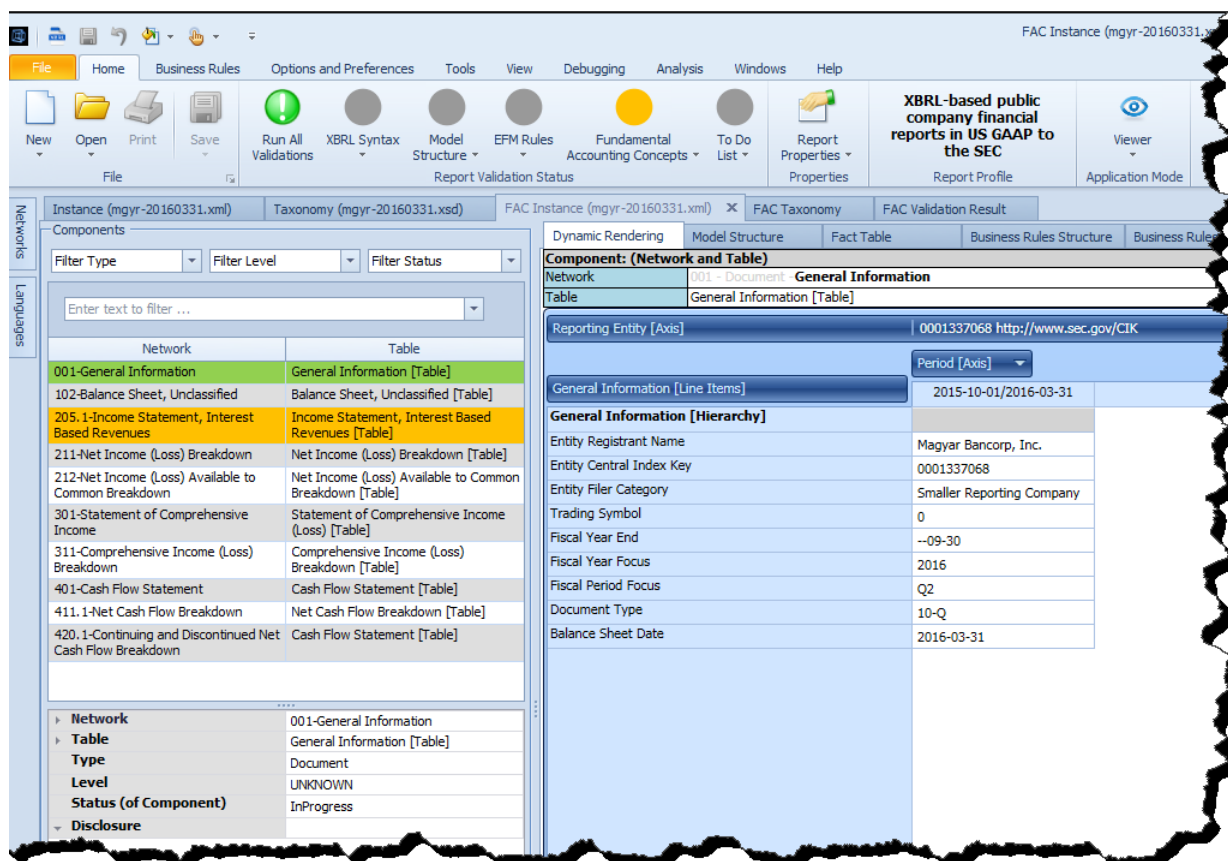 FAC Instance (mgyr-20160331.x
File Home Business Rules Options and Preferences Tools View Debugging Analysis Windows Help
New Open Print Save
File
Run All Validations
XBRL Syntax
Model Structure
EFM Rules
Fundamental Accounting Concepts
To Do List
Report Validation Status
Report Properties
Properties
XBRL-based public
company financial
reports in US GAAP to
the SEC
Report Profile
Viewer
Application Mode
Networks
Languages
Instance (mgyr-20160331.xml) Taxonomy (mgyr-20160331.xsd) FAC Instance (mgyr-20160331.xml) X FAC Taxonomy FAC Validation Result
Components
Filter Type Filter Level Filter Status
Enter text to filter ...
Network Table
001-General Information General Information [Table]
102-Balance Sheet, Unclassified Balance Sheet, Unclassified [Table]
205.1-Income Statement, Interest Based Revenues Income Statement, Interest Based Revenues [Table]
211-Net Income (Loss) Breakdown Net Income (Loss) Breakdown [Table]
212-Net Income (Loss) Available to Common Breakdown Net Income (Loss) Available to Common Breakdown [Table]
301-Statement of Comprehensive Income Statement of Comprehensive Income (Loss) [Table]
311-Comprehensive Income (Loss) Breakdown Comprehensive Income (Loss) Breakdown [Table]
401-Cash Flow Statement Cash Flow Statement [Table]
411.1-Net Cash Flow Breakdown Net Cash Flow Breakdown [Table]
420.1-Continuing and Discontinued Net Cash Flow Breakdown Cash Flow Statement [Table]
Network 001-General Information
Table General Information [Table]
Type Document
Level UNKNOWN
Status (of Component) InProgress
Disclosure
Dynamic Rendering Model Structure Fact Table Business Rules Structure Business Rules
Component: (Network and Table)
Network 001 - Document -General Information
Table General Information [Table]
Reporting Entity [Axis] 0001337068 http://www.sec.gov/CIK
Period [Axis]
General Information [Line Items] 2015-10-01/2016-03-31
General Information [Hierarchy]
Entity Registrant Name Magyar Bancorp, Inc.
Entity Central Index Key 0001337068
Entity Filer Category Smaller Reporting Company
Trading Symbol 0
Fiscal Year End --09-30
Fiscal Year Focus 2016
Fiscal Period Focus Q2
Document Type 10-Q
Balance Sheet Date 2016-03-31